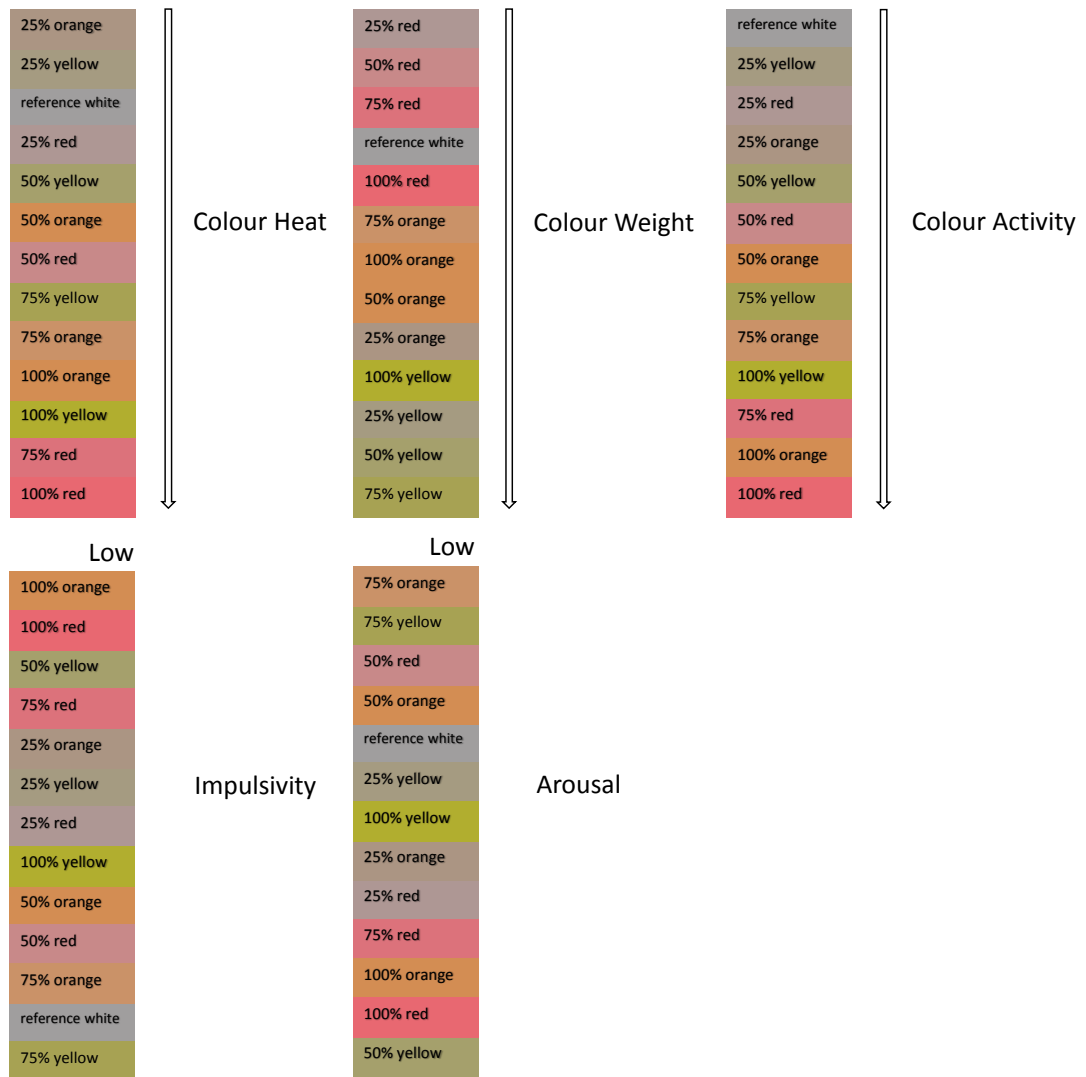 25% orange
25% yellow
reference white
25% red
50% yellow
50% orange
50% red
75% yellow
75% orange
100% orange
100% yellow
75% red
100% red
Colour Heat
25% red
50% red
75% red
reference white
100% red
75% orange
100% orange
50% orange
25% orange
100% yellow
25% yellow
50% yellow
75% yellow
Colour Weight
reference white
25% yellow
25% red
25% orange
50% yellow
50% red
50% orange
75% yellow
75% orange
100% yellow
75% red
100% orange
100% red
Colour Activity
Low
100% orange
100% red
50% yellow
75% red
25% orange
25% yellow
25% red
100% yellow
50% orange
50% red
75% orange
reference white
75% yellow
Impulsivity
Low
75% orange
75% yellow
50% red
50% orange
reference white
25% yellow
100% yellow
25% orange
25% red
75% red
100% orange
100% red
50% yellow
Arousal